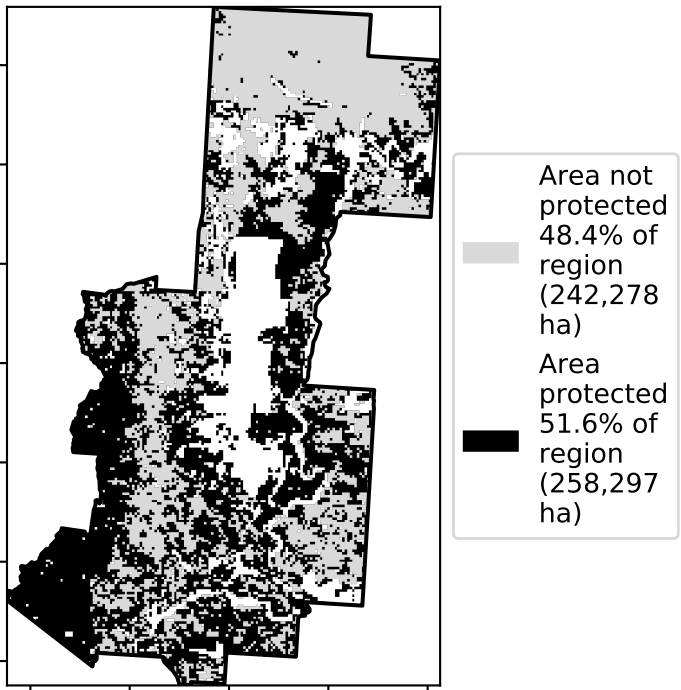 Area not
protected
48.4% of
region
(242,278
ha)
Area
protected
51.6% of
region
(258,297
ha)